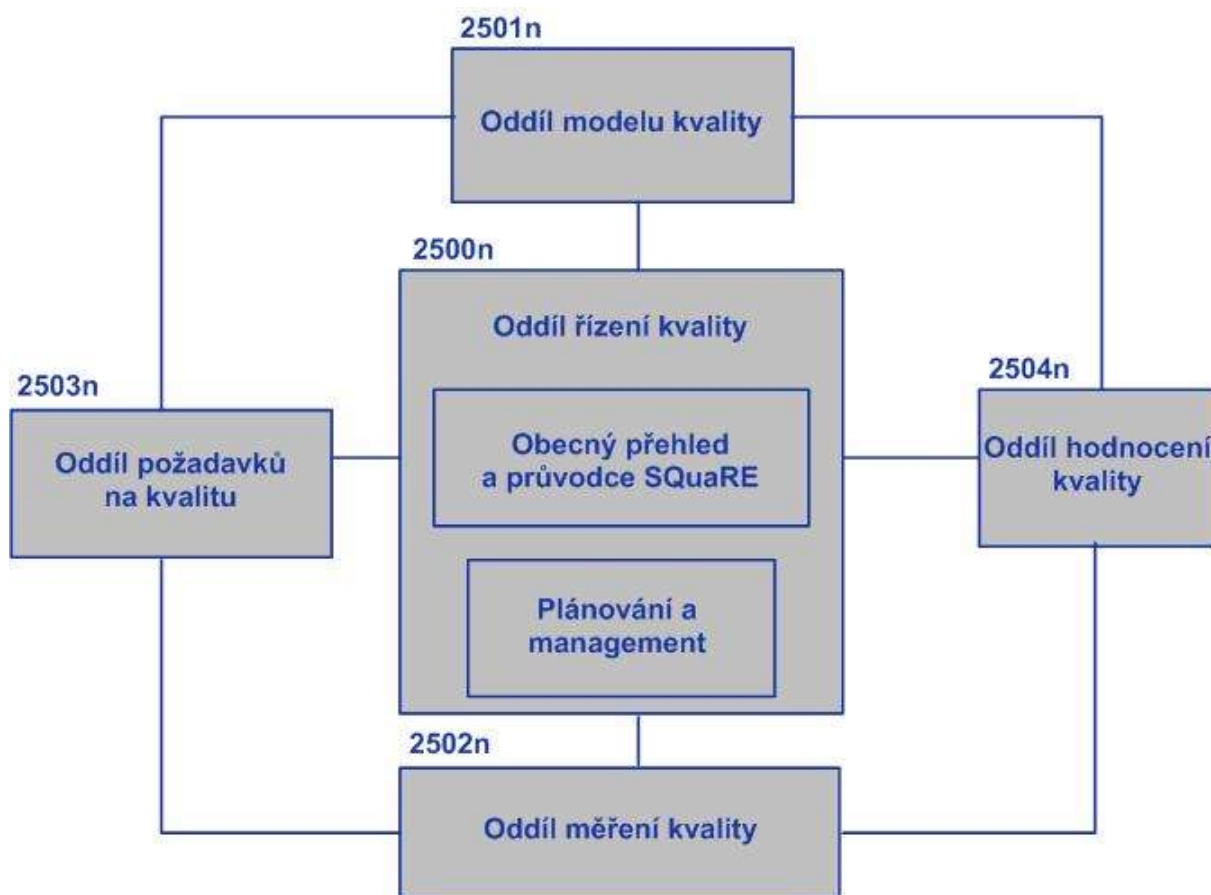 2501n
Oddíl modelu kvality
2500n
Oddíl řízení kvality
2503n
Oddíl požadavků
na kvalitu
Obecný přehled
a průvodce SQuaRE
2504n
Oddíl hodnocení
kvality
Plánování a
management
2502n
Oddíl měření kvality